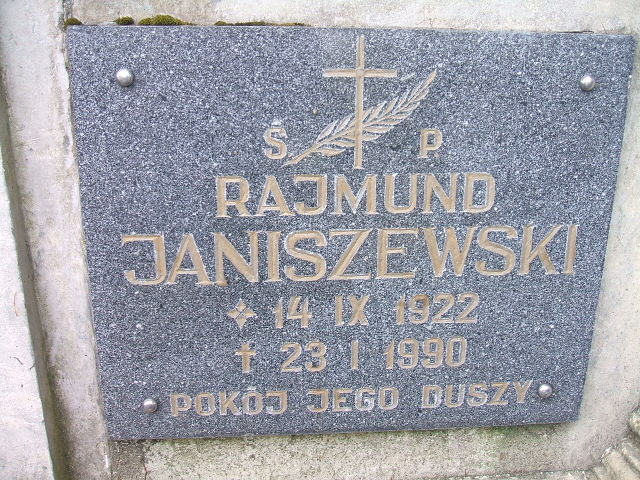 Ś P
RAJMUND
JANISZEWSKI
14 IX 1922
23 I 1990
POKÓJ JEGO DUSZY